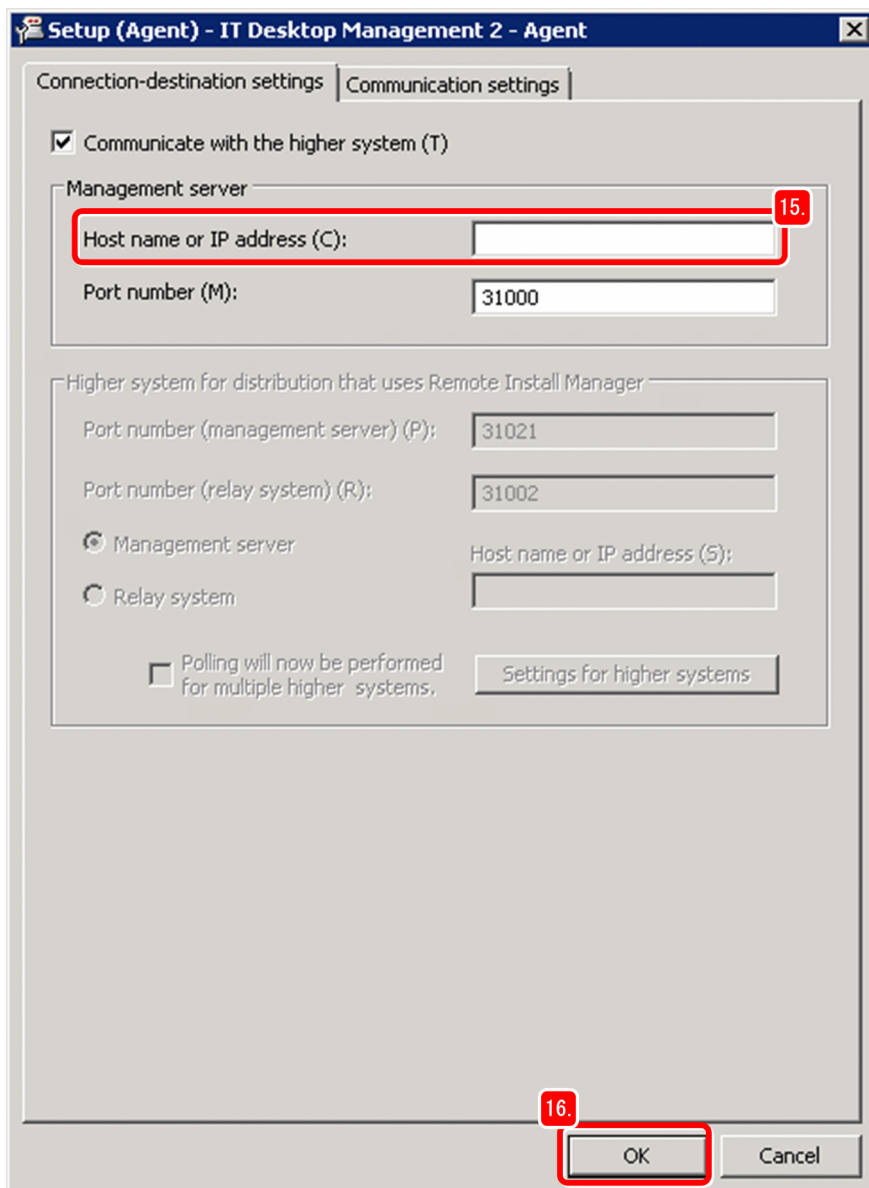 Setup (Agent) - IT Desktop Management 2 - Agent
Connection-destination settings
Communication settings
Communicate with the higher system (T)
Management server
15.
Host name or IP address (C):
Port number (M):
31000
Higher system for distribution that uses Remote Install Manager
Port number (management server) (P):
31021
Port number (relay system) (R):
31002
Management server
Host name or IP address (S):
Relay system
Polling will now be performed
for multiple higher systems.
Settings for higher systems
16.
OK
Cancel